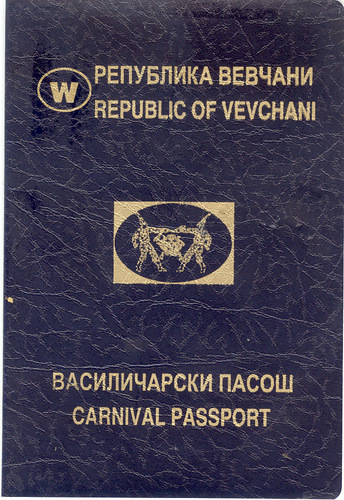 W
РЕПУБЛИКА ВЕВЧАНИ
REPUBLIC OF VEVCHANI
ВАСИЛИЧАРСКИ ПАСОШ
CARNIVAL PASSPORT